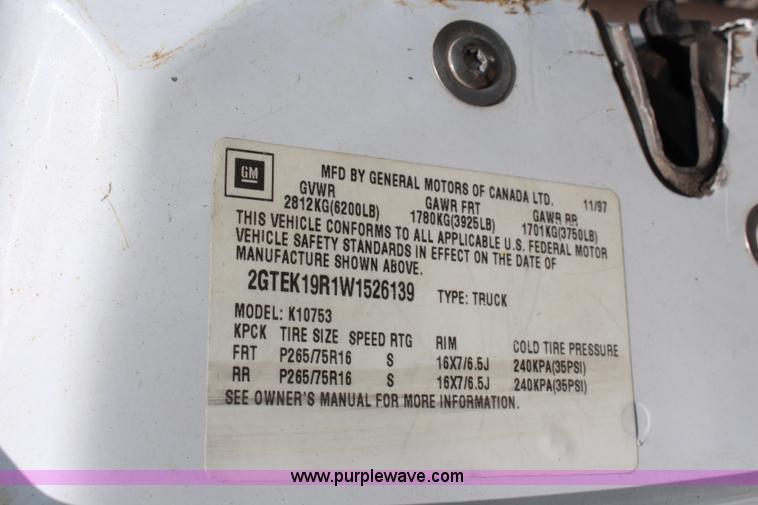 GM
MFD BY GENERAL MOTORS OF CANADA LTD.
GVWR GAWR FRT GAWR RR 11/97
2812KG(6200LB) 1780KG(3925LB) 1701KG(3750LB)
THIS VEHICLE CONFORMS TO ALL APPLICABLE U.S. FEDERAL MOTOR
VEHICLE SAFETY STANDARDS IN EFFECT ON THE DATE OF
MANUFACTURE SHOWN ABOVE.
2GTEK19R1W1526139 TYPE: TRUCK
MODEL: K10753
KPCK TIRE SIZE SPEED RTG RIM COLD TIRE PRESSURE
FRT P265/75R16 S 16X7/6.5J 240KPA(35PSI)
RR P265/75R16 S 16X7/6.5J 240KPA(35PSI)
SEE OWNER'S MANUAL FOR MORE INFORMATION.
www.purplewave.com